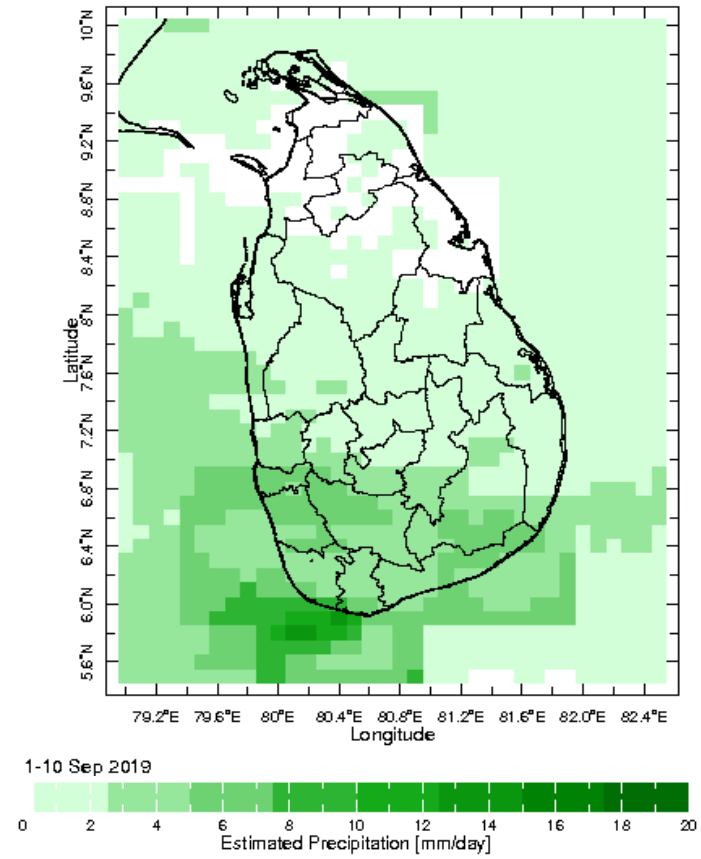 10°N
9.6°N
9.2°N
8.8°N
8.4°N
8°N
7.6°N
7.2°N
6.8°N
6.4°N
6.0°N
5.6°N
Latitude
79.2°E 79.6°E 80°E 80.4°E 80.8°E 81.2°E 81.6°E 82.0°E 82.4°E
Longitude
1-10 Sep 2019
0 2 4 6 8 10 12 14 16 18 20
Estimated Precipitation [mm/day]